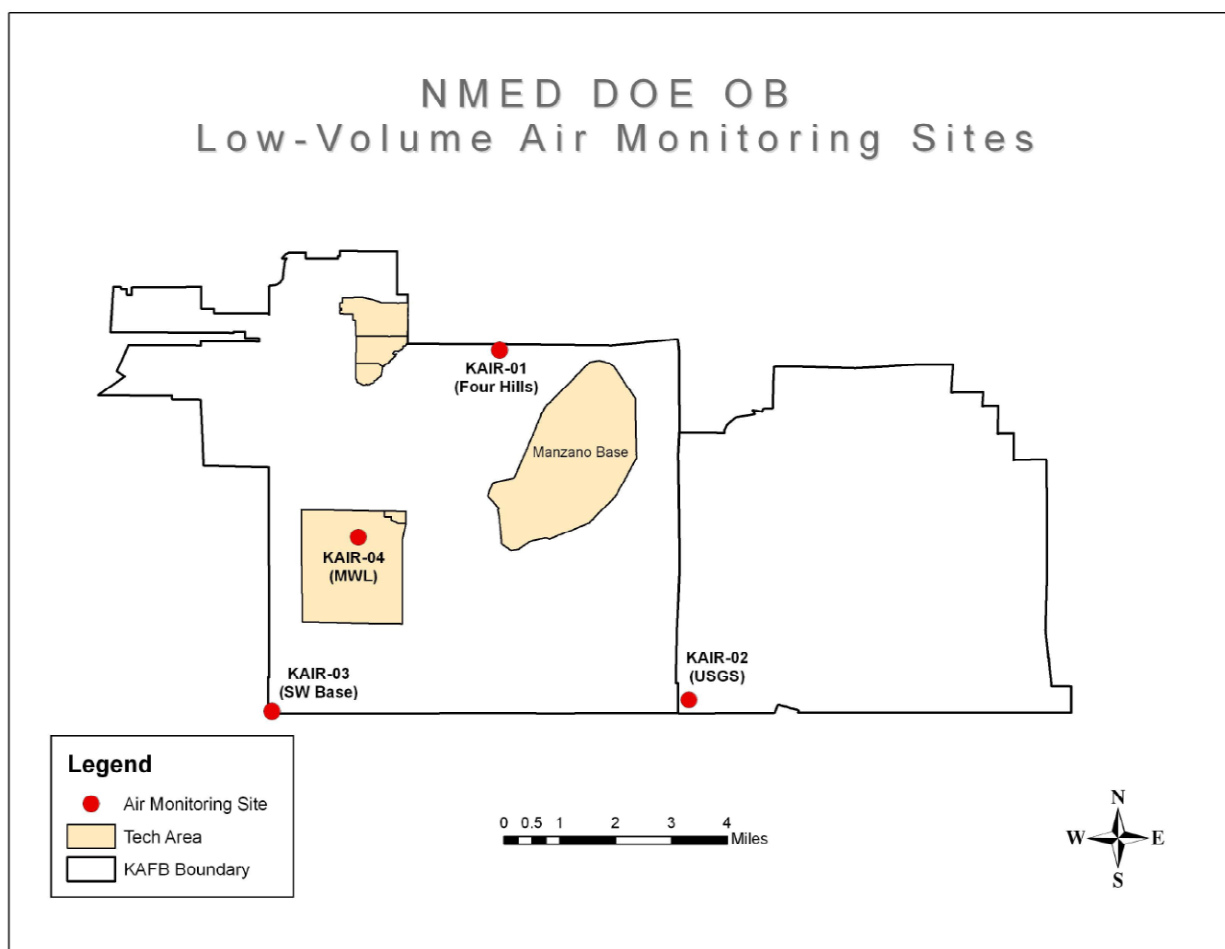 NMED DOE OB
Low-Volume Air Monitoring Sites
KAIR-01
(Four Hills)
Manzano Base
KAIR-04
(MWL)
KAIR-03
(SW Base)
KAIR-02
(USGS)
Legend
Air Monitoring Site
Tech Area
KAFB Boundary
0 0.5 1 2 3 4
Miles
N
W E
S